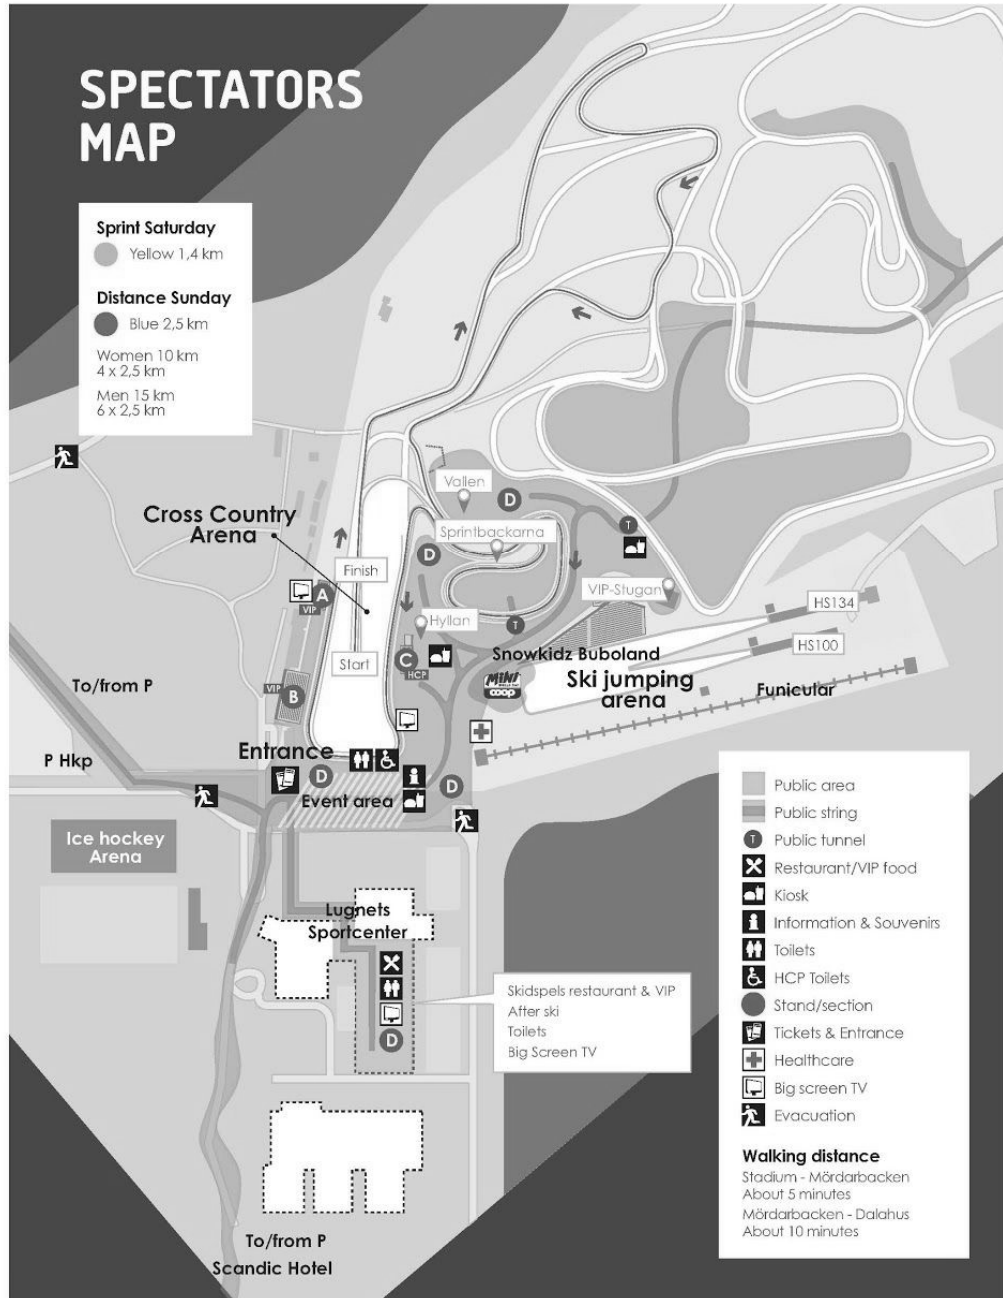 SPECTATORS
MAP
Sprint Saturday
Yellow 1,4 km
Distance Sunday
Blue 2,5 km
Women 10 km
4 x 2,5 km
Men 15 km
6 x 2,5 km
Vallen
D
Cross Country
Arena
Sprintbackarna
T
D
Finish
A
VIP
VIP-Stugan
HS134
Hyllan
T
HS100
Start
C
HCP
Snowkidz Buboland
Mini
coop
Ski jumping
arena
Funicular
To/from P
VIP
B
Entrance
P Hkp
D
Event area
D
Ice hockey
Arena
Lugnets
Sportcenter
D
Skidspels restaurant & VIP
After ski
Toilets
Big Screen TV
To/from P
Scandic Hotel
Public area
Public string
T Public tunnel
Restaurant/VIP food
Kiosk
Information & Souvenirs
Toilets
HCP Toilets
Stand/section
Tickets & Entrance
Healthcare
Big screen TV
Evacuation
Walking distance
Stadium - Mördarbacken
About 5 minutes
Mördarbacken - Dalahus
About 10 minutes